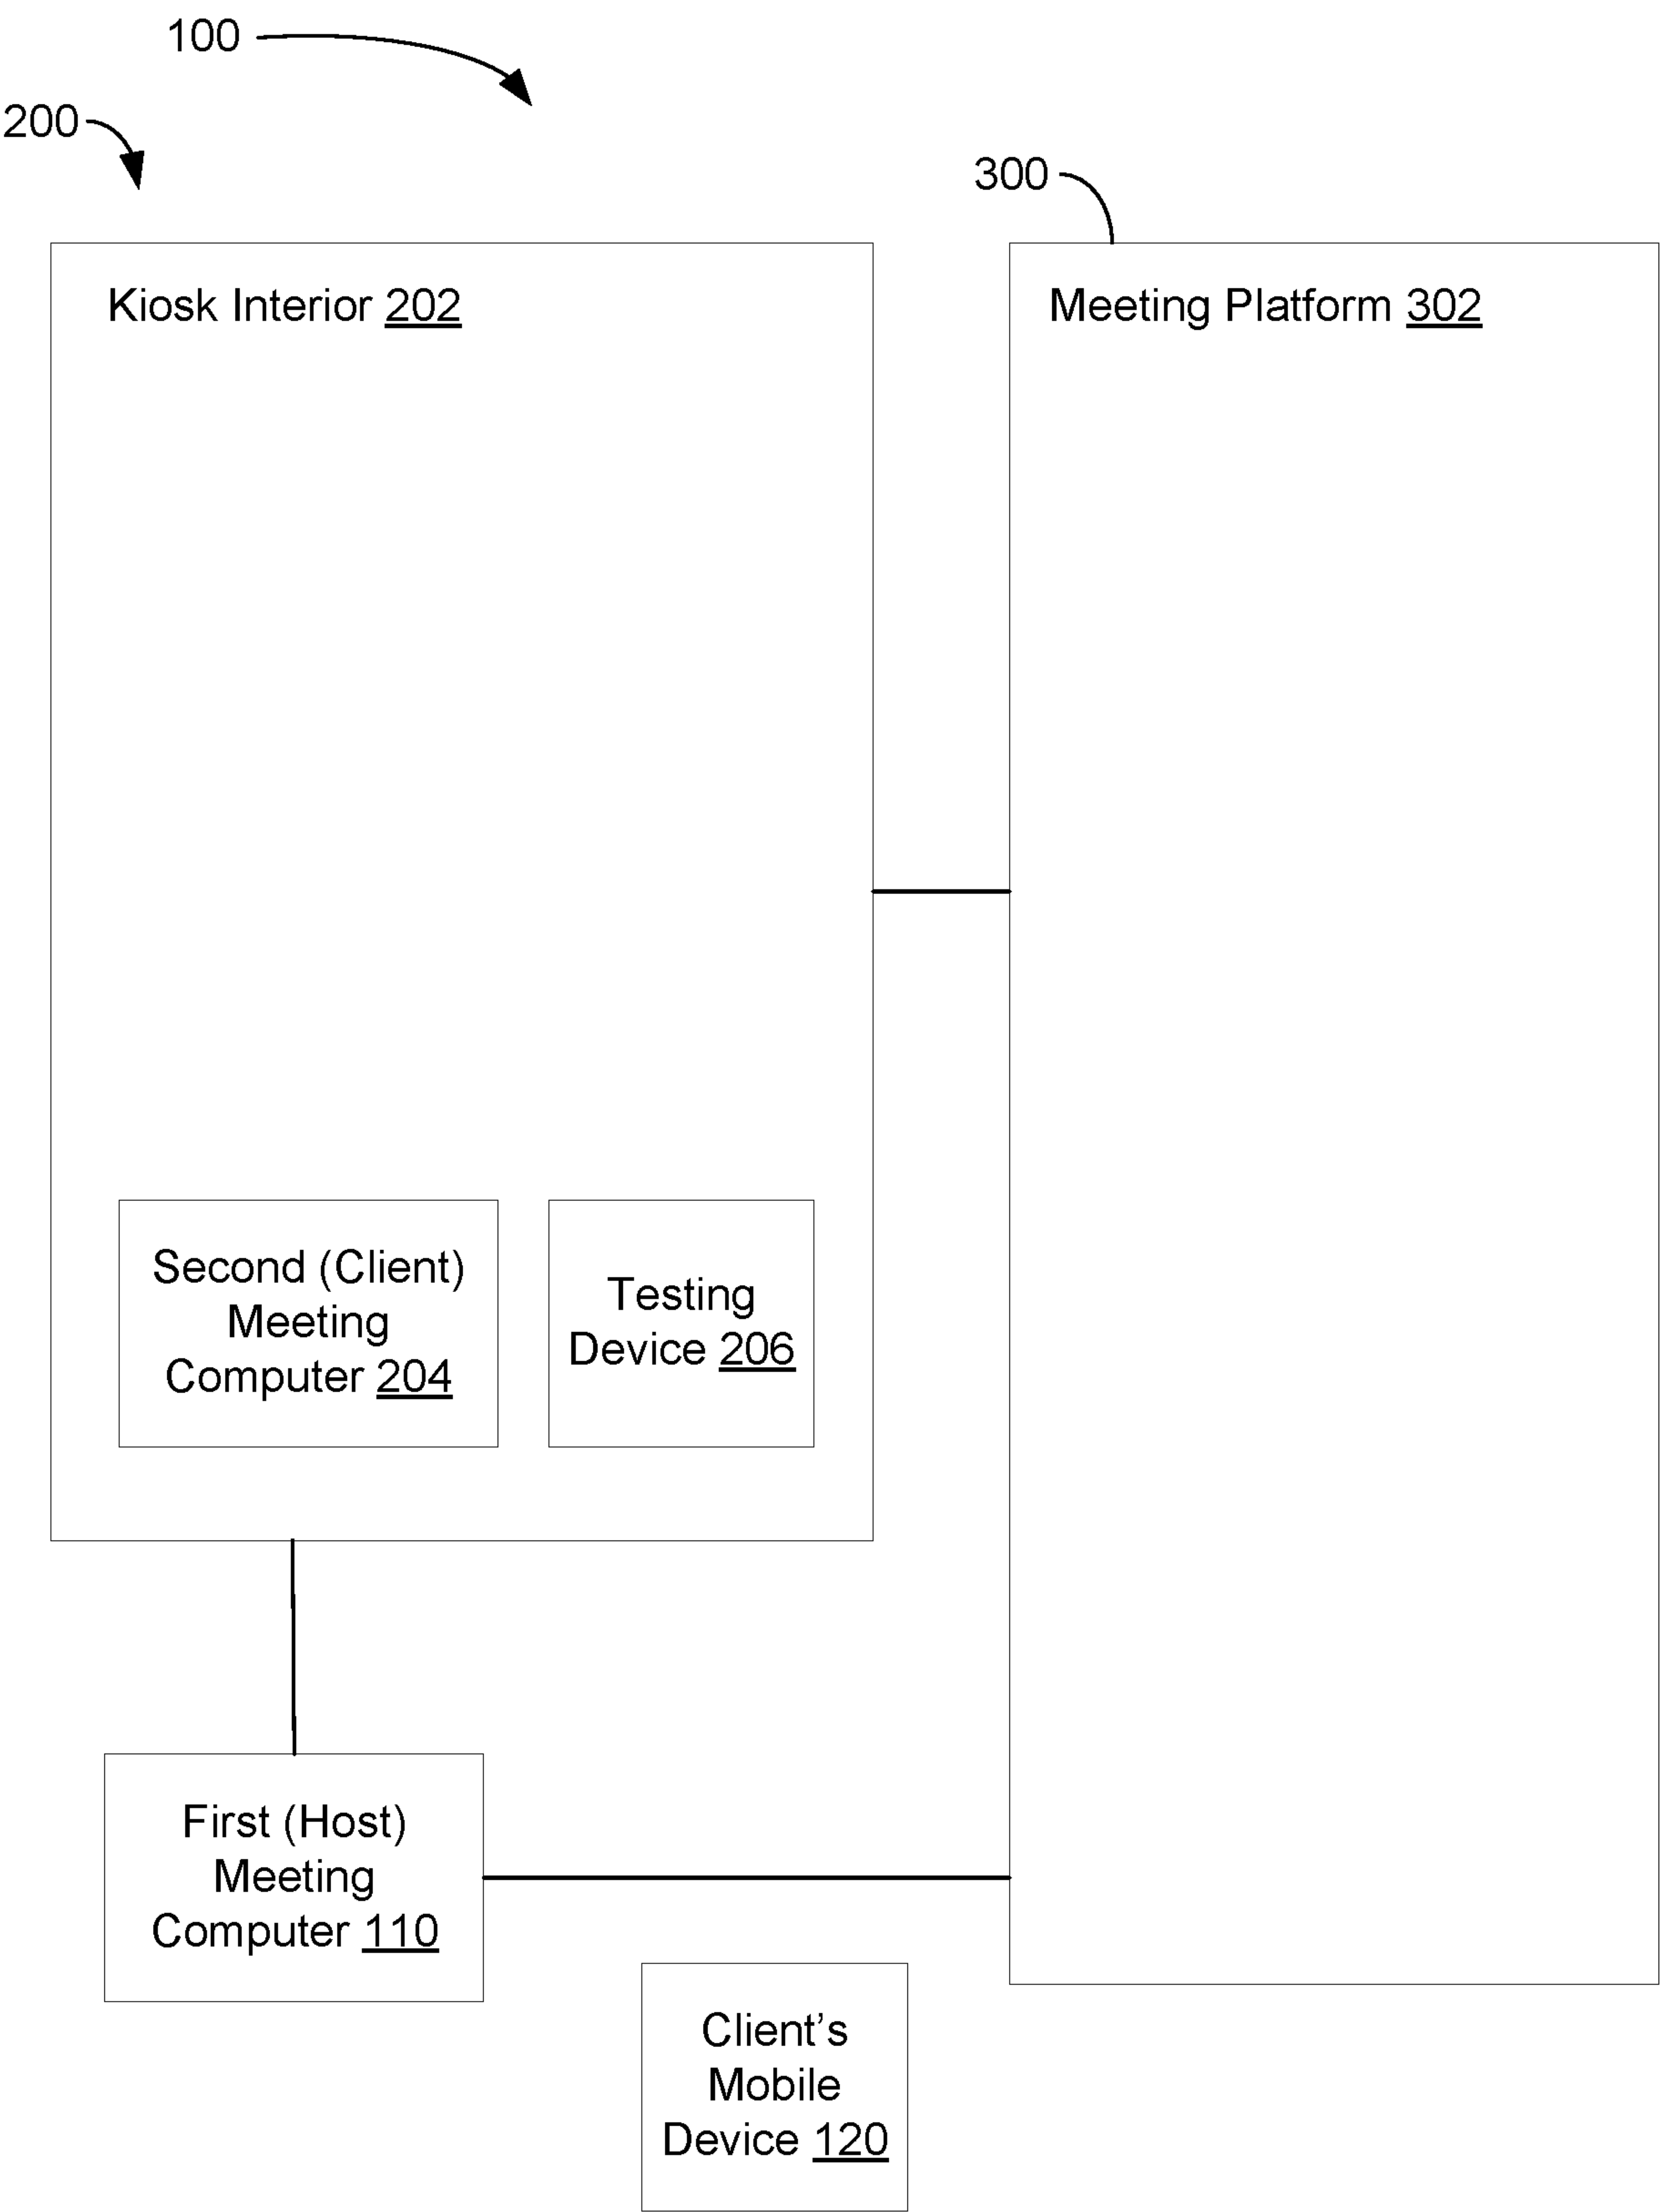 100
200
300
Kiosk Interior 202
Meeting Platform 302
Second (Client)
Meeting
Computer 204
Testing
Device 206
First (Host)
Meeting
Computer 110
Client’s
Mobile
Device 120